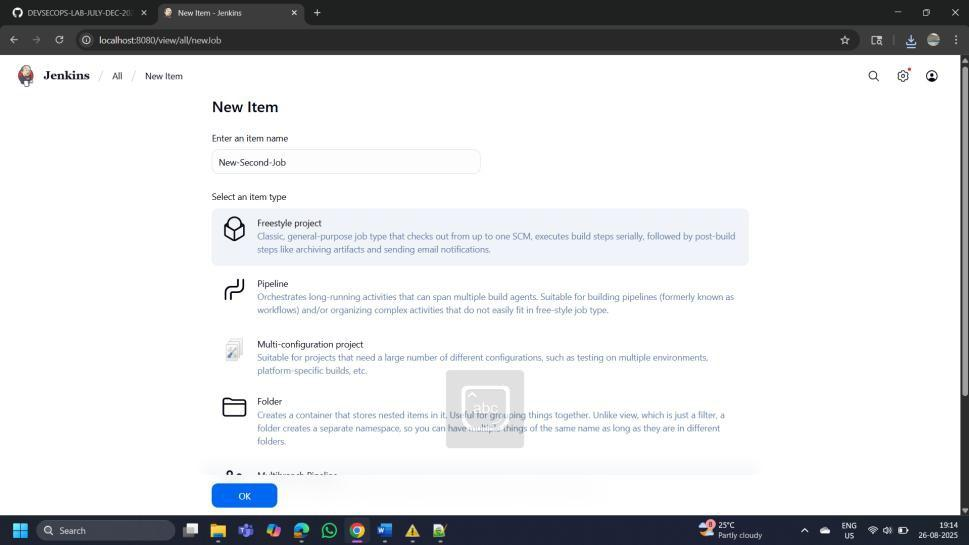 DEVSECOPS-LAB-JULY-DEC-202
New Item - Jenkins
localhost:8080/view/all/newJob
Jenkins / All / New Item
New Item
Enter an item name
New-Second-Job
Select an item type
Freestyle project
Classic, general-purpose job type that checks out from up to one SCM, executes build steps serially, followed by post-build
steps like archiving artifacts and sending email notifications.
Pipeline
Orchestrates long-running activities that can span multiple build agents. Suitable for building pipelines (formerly known as
workflows) and/or organizing complex activities that do not easily fit in free-style job type.
Multi-configuration project
Suitable for projects that need a large number of different configurations, such as testing on multiple environments,
platform-specific builds, etc.
Folder
Creates a container that stores nested items in it. Useful for grouping things together. Unlike view, which is just a filter, a
folder creates a separate namespace, so you can have multiple things of the same name as long as they are in different
folders.
abc
Multibranch Pipeline
OK
Search
8
25°C
Partly cloudy
ENG
US
19:14
26-08-2025